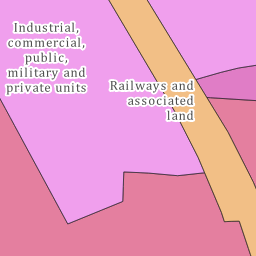 Industrial,
commercial,
public,
military and
private units
Railways and
associated
land